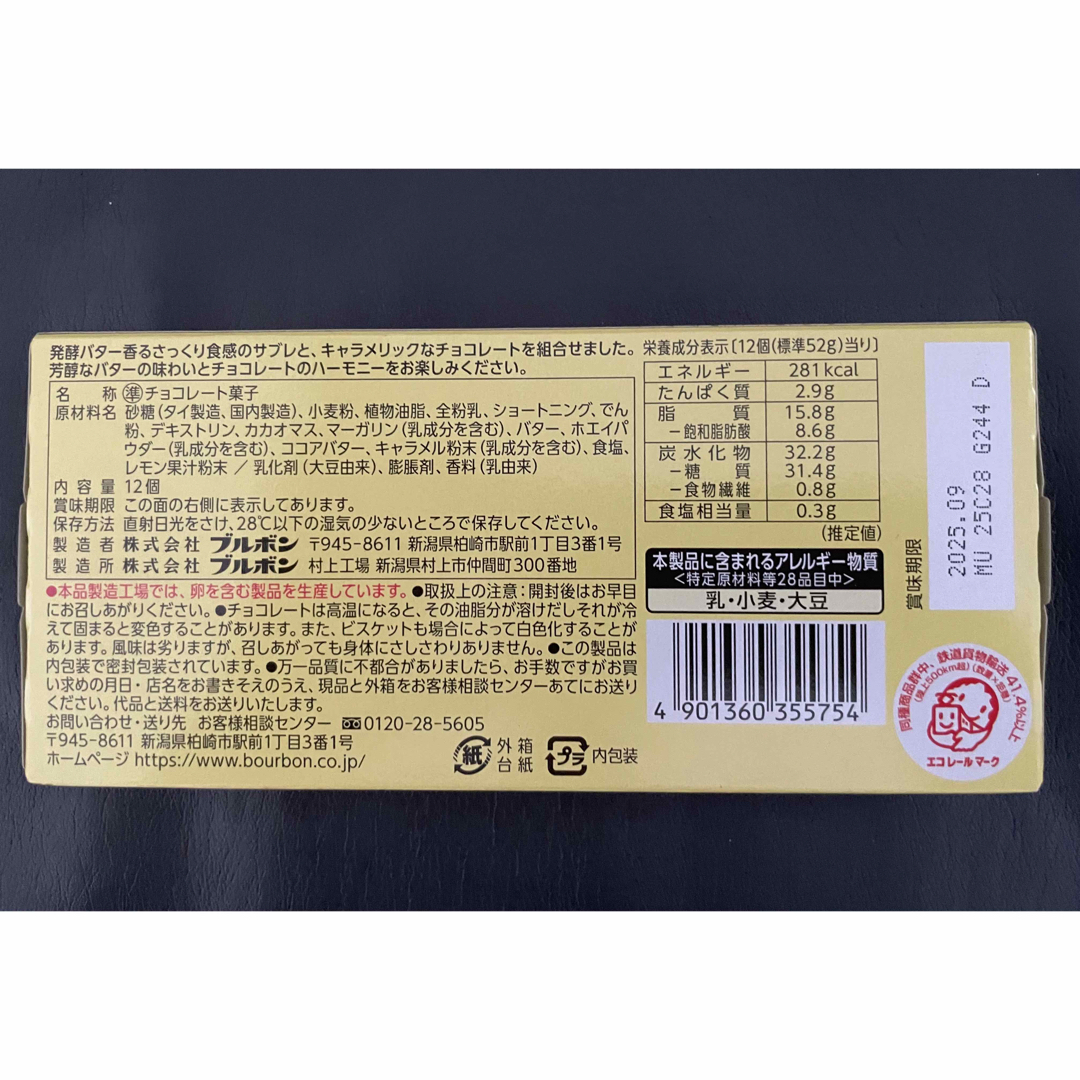 発酵バター香るさっくり食感のサブレと、キャラメリックなチョコレートを組合せました。
芳醇なバターの味わいとチョコレートのハーモニーをお楽しみください。
名 称 ㊟チョコレート菓子
原材料名 砂糖(タイ製造、国内製造)、小麦粉、植物油脂、全粉乳、ショートニング、でん
粉、デキストリン、カカオマス、マーガリン(乳成分を含む)、バター、ホエイパ
ウダー(乳成分を含む)、ココアバター、キャラメル粉末(乳成分を含む)、食塩、
レモン果汁粉末 / 乳化剤(大豆由来)、膨脹剤、香料(乳由来)
内 容 量 12個
賞味期限 この面の右側に表示してあります。
保存方法 直射日光をさけ、28℃以下の湿気の少ないところで保存してください。
製 造 者 株式会社 ブルボン 〒945-8611 新潟県柏崎市駅前1丁目3番1号
製 造 所 株式会社 ブルボン 村上工場 新潟県村上市仲間町300番地
●本品製造工場では、卵を含む製品を生産しています。●取扱上の注意:開封後はお早目
にお召しあがりください。●チョコレートは高温になると、その油脂分が溶けだしそれが冷
えて固まると変色することがあります。また、ビスケットも場合によって白色化することが
あります。風味は劣りますが、召しあがっても身体にさしさわりありません。●この製品は
内包装で密封包装されています。●万一品質に不都合がありましたら、お手数ですがお買
い求めの月日・店名をお書きそえのうえ、現品と外箱をお客様相談センターあてにお送り
ください。代品と送料をお送りいたします。
お問い合わせ・送り先 お客様相談センター 0120-28-5605
〒945-8611 新潟県柏崎市駅前1丁目3番1号
ホームページ https://www.bourbon.co.jp/
紙 外箱 台紙
プラ 内包装
栄養成分表示〔12個(標準52g)当り〕
エネルギー 281kcal
たんぱく質 2.9g
脂 質 15.8g
-飽和脂肪酸 8.6g
炭水化物 32.2g
-糖 質 31.4g
-食物繊維 0.8g
食塩相当量 0.3g
(推定値)
本製品に含まれるアレルギー物質
<特定原材料等28品目中>
乳・小麦・大豆
4 901360 355754
賞味期限
2025.09
MU 25C28 G244 D
同種商品群中、鉄道貨物輸送 41.4%以上
(陸上500km超)(数量×距離)
エコレールマーク